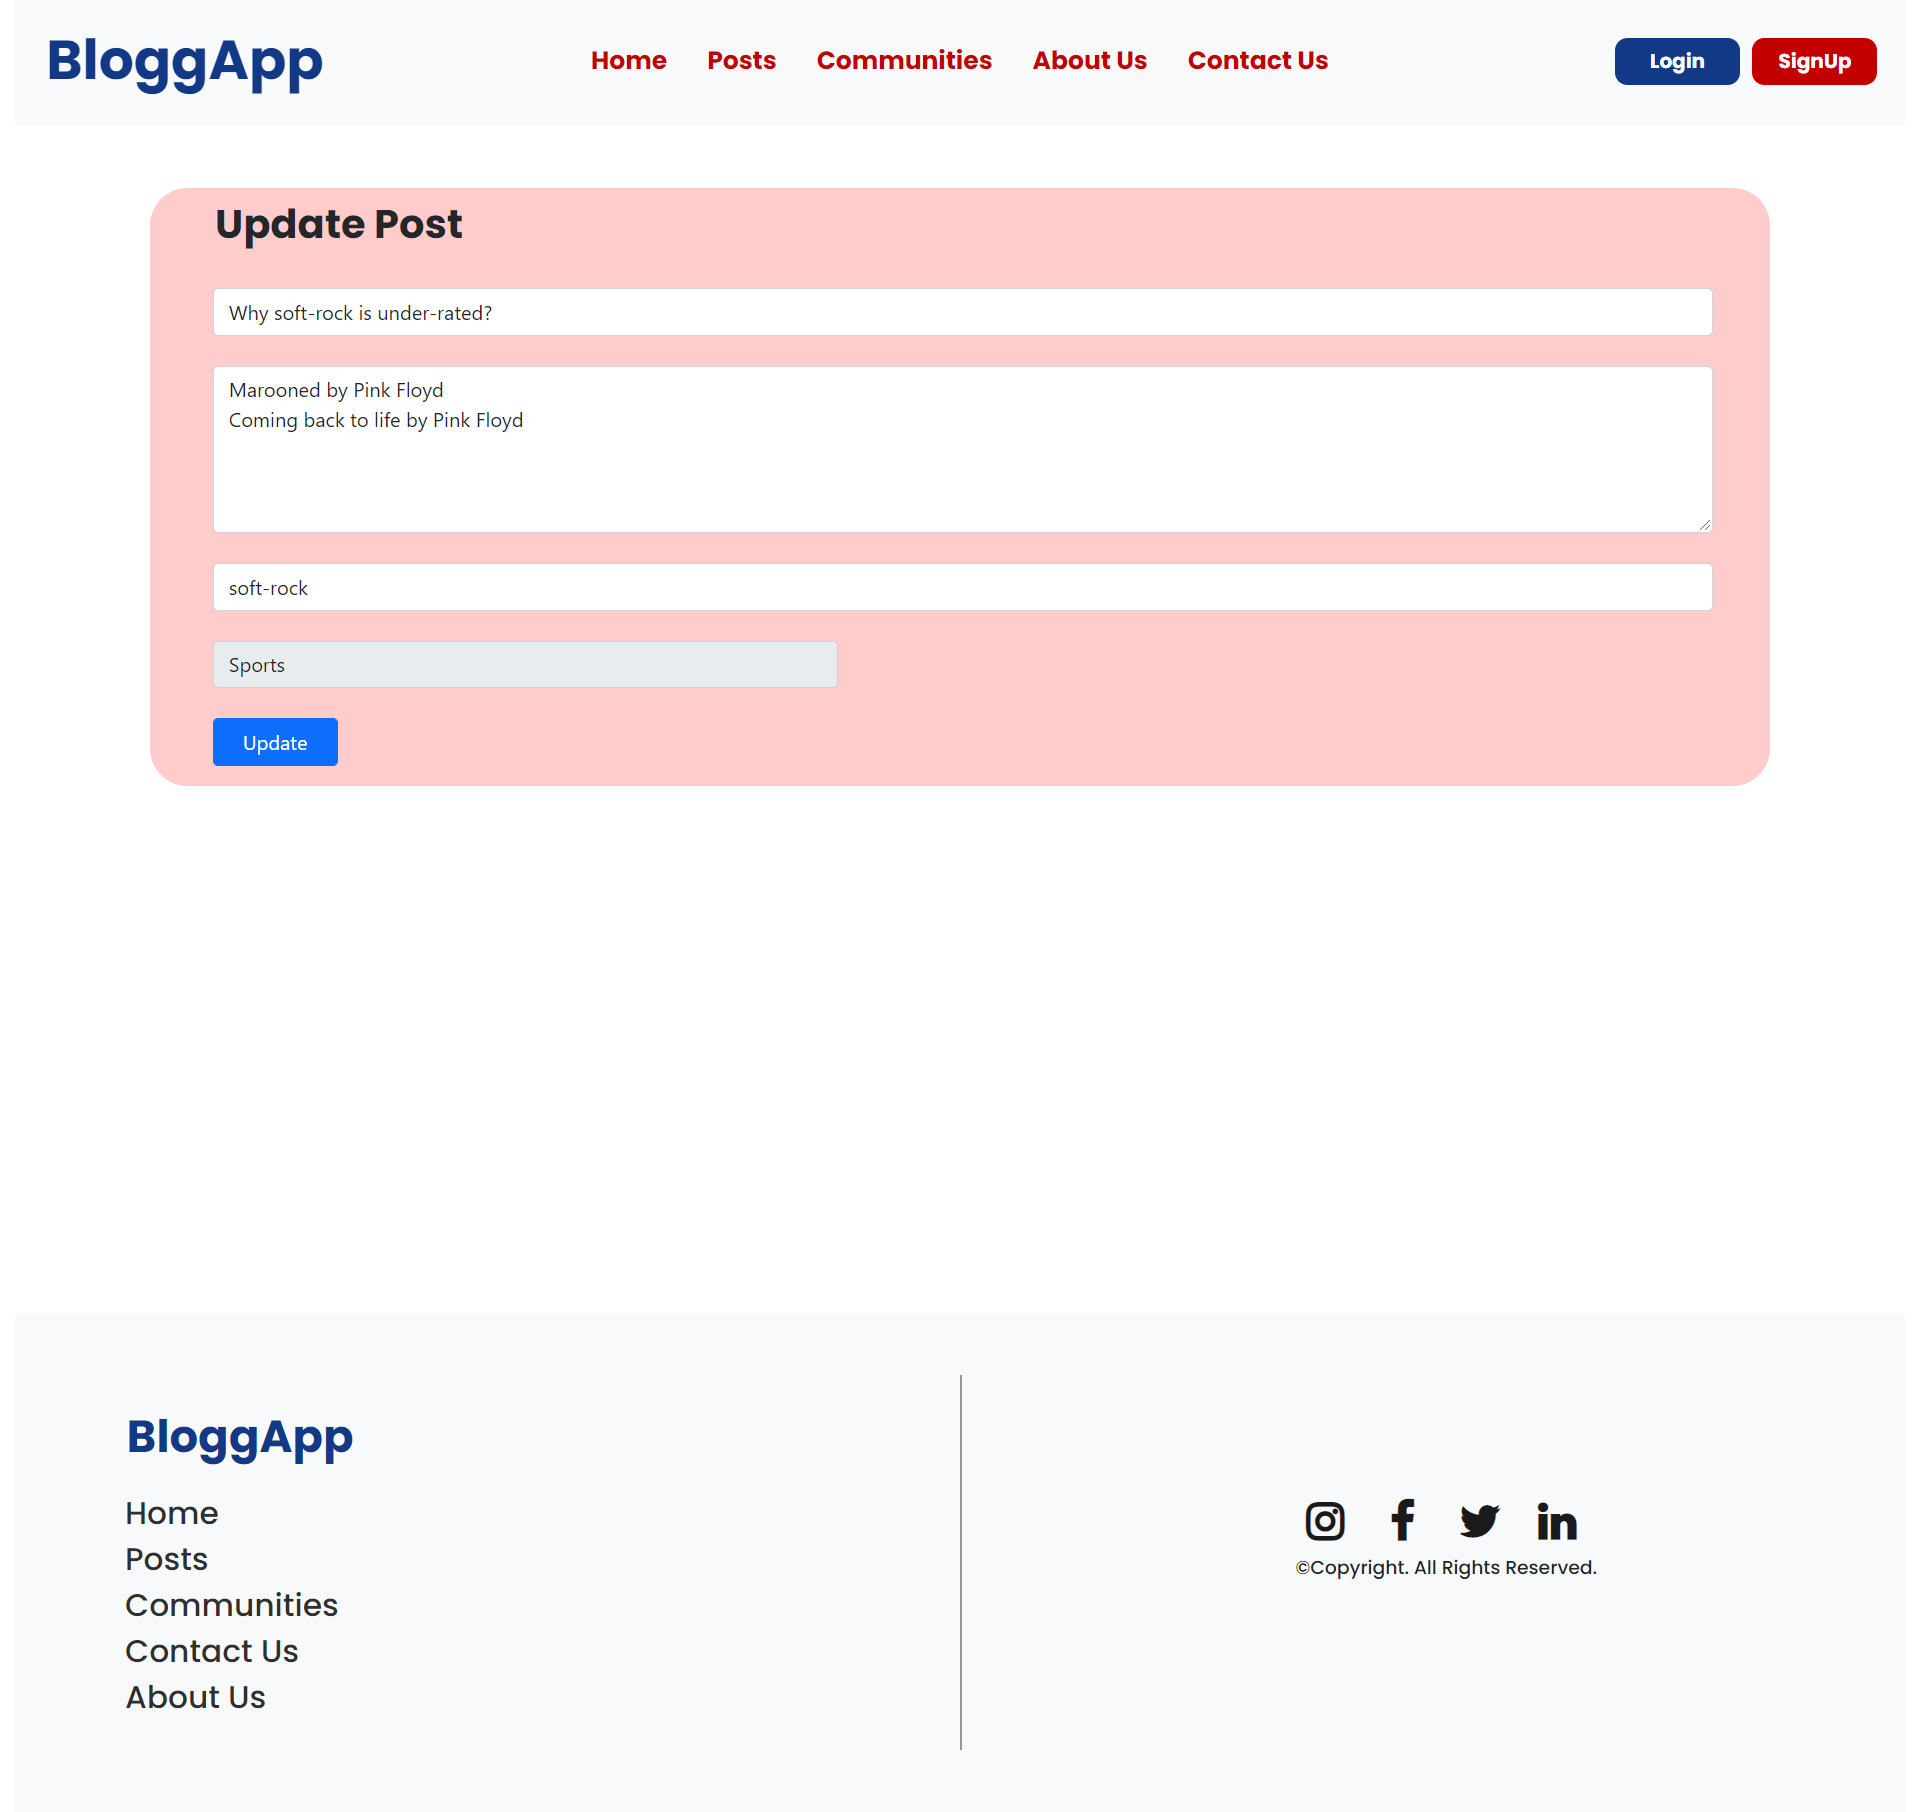 BloggApp
Home Posts Communities About Us Contact Us
Login SignUp
Update Post
Why soft-rock is under-rated?
Marooned by Pink Floyd
Coming back to life by Pink Floyd
soft-rock
Sports
Update
BloggApp
Home
Posts
Communities
Contact Us
About Us
©Copyright. All Rights Reserved.